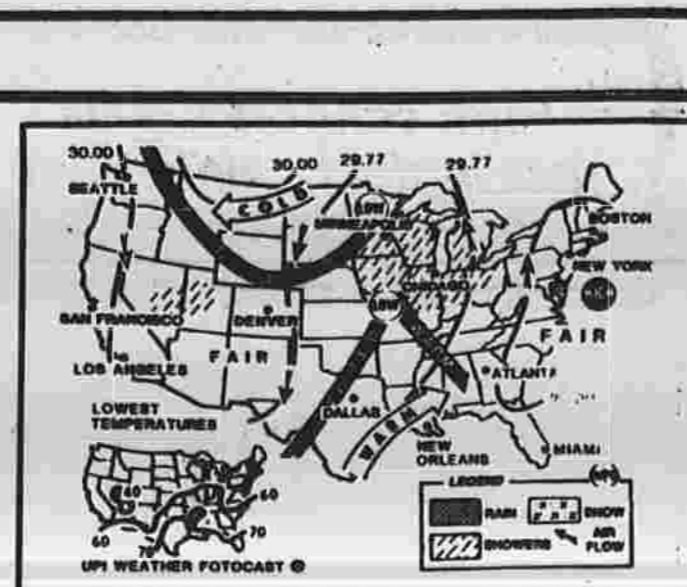 30.00
30.00
29.77
29.77
SEATTLE
COLD
LOW
MINNEAPOLIS
BOSTON
NEW YORK
CHICAGO
LOW
SAN FRANCISCO
DENVER
FAIR
FAIR
LOS ANGELES
ATLANTA
LOWEST
TEMPERATURES
DALLAS
WARM
NEW
ORLEANS
MIAMI
LEGEND
RAIN
SNOW
SHOWERS
AIR
FLOW
60
60
60
70
70
UPI WEATHER FOTOCAST ©